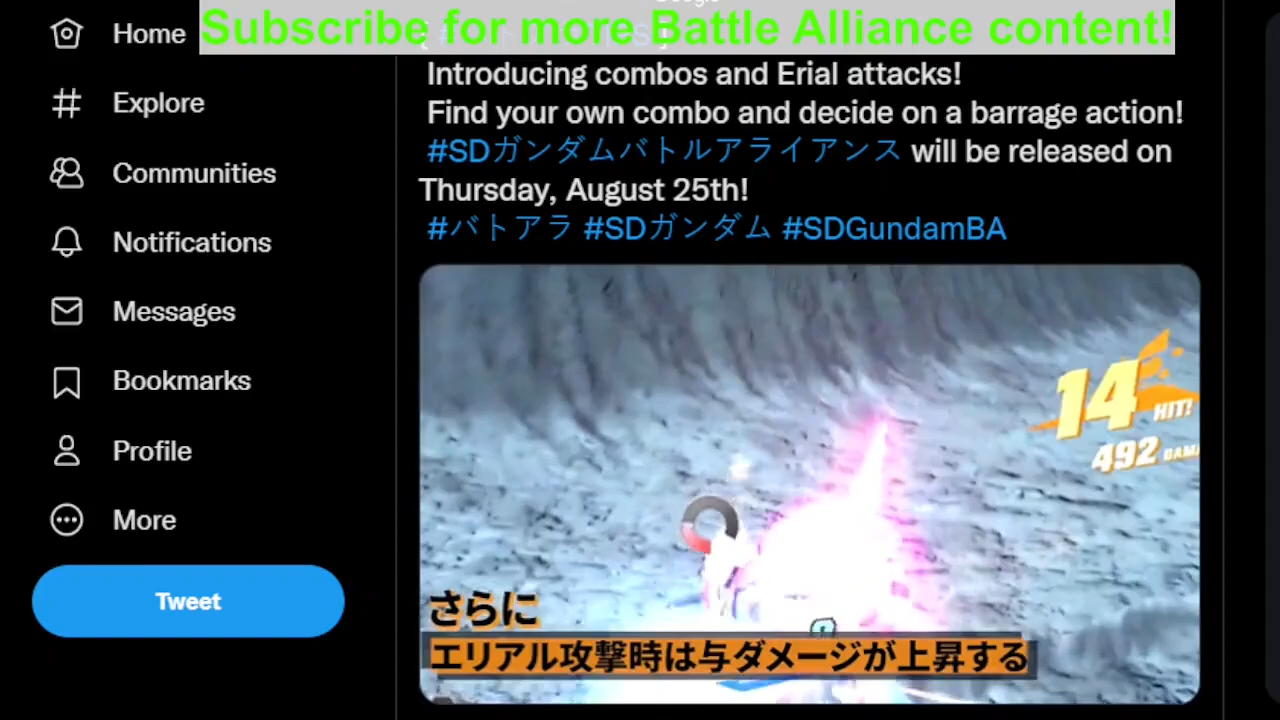 Home
Explore
Communities
Notifications
Messages
Bookmarks
Profile
More
Tweet
Subscribe for more Battle Alliance content!
Introducing combos and Erial attacks!
Find your own combo and decide on a barrage action!
#SDガンダムバトルアライアンス will be released on
Thursday, August 25th!
#バトアラ #SDガンダム #SDGundamBA
14 HIT!
492
さらに
エリアル攻撃時は与ダメージが上昇する